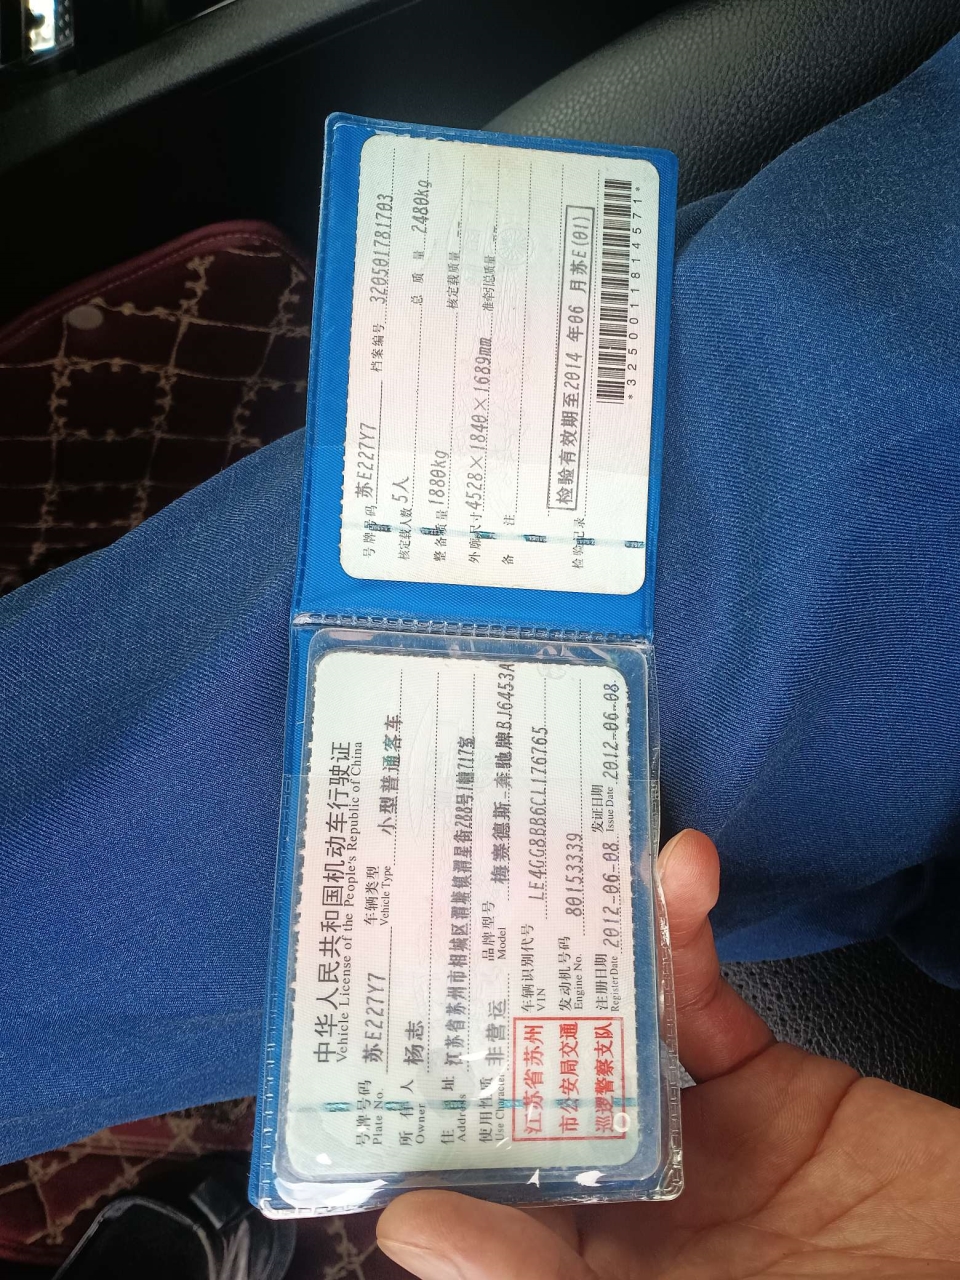 中华人民共和国机动车行驶证
Vehicle License of the People's Republic of China
号牌号码 苏E227Y7 车辆类型 小型普通客车
Plate No. Vehicle Type
所有人 杨志
Owner
住址 江苏省苏州市相城区渭塘镇渭星街288号1幢717室
Address
使用性质 非营运 品牌型号 梅赛德斯-奔驰牌BJ6453A
Use Character Model
江苏省苏州
市公安局交通
巡逻警察支队
车辆识别代号 LE4GG8BB6CL176765
VIN
发动机号码 80153339
Engine No.
注册日期 2012-06-08 发证日期 2012-06-08
Register Date Issue Date
号牌号码 苏E227Y7 档案编号 320501781703
核定载人数 5人 总质量 2480kg
整备质量 1880kg 核定载质量
外廓尺寸 4528×1840×1689mm 准牵引总质量
备注
检验记录 检验有效期至2014年06月苏E(01)
*3250011814571*